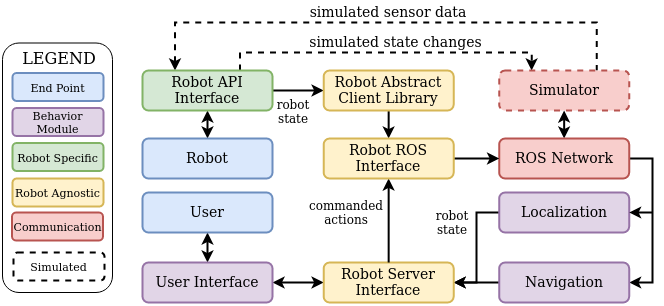 simulated sensor data
simulated state changes
LEGEND
End Point
Behavior
Module
Robot Specific
Robot Agnostic
Communication
Simulated
Robot API
Interface
robot
state
Robot Abstract
Client Library
Simulator
Robot
Robot ROS
Interface
ROS Network
User
commanded
actions
robot
state
Localization
User Interface
Robot Server
Interface
Navigation